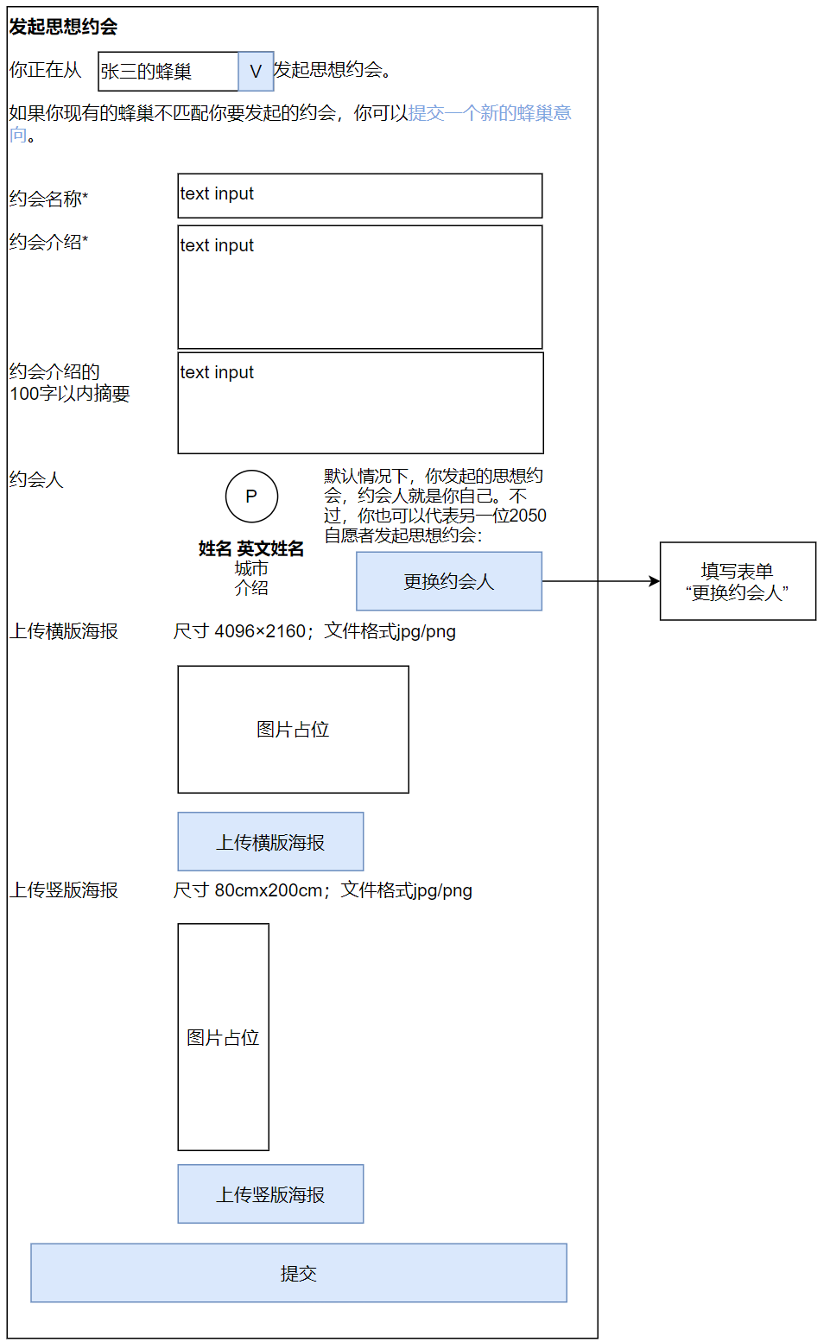 发起思想约会
你正在从 张三的蜂巢 V 发起思想约会。
如果你现有的蜂巢不匹配你要发起的约会，你可以提交一个新的蜂巢意
向。
约会名称* text input
约会介绍* text input
约会介绍的 text input
100字以内摘要
约会人
P
姓名 英文姓名
城市
介绍
默认情况下，你发起的思想约
会，约会人就是你自己。不
过，你也可以代表另一位2050
自愿者发起思想约会：
更换约会人
填写表单
“更换约会人”
上传横版海报 尺寸 4096×2160；文件格式jpg/png
图片占位
上传横版海报
上传竖版海报 尺寸 80cmx200cm；文件格式jpg/png
图片占位
上传竖版海报
提交